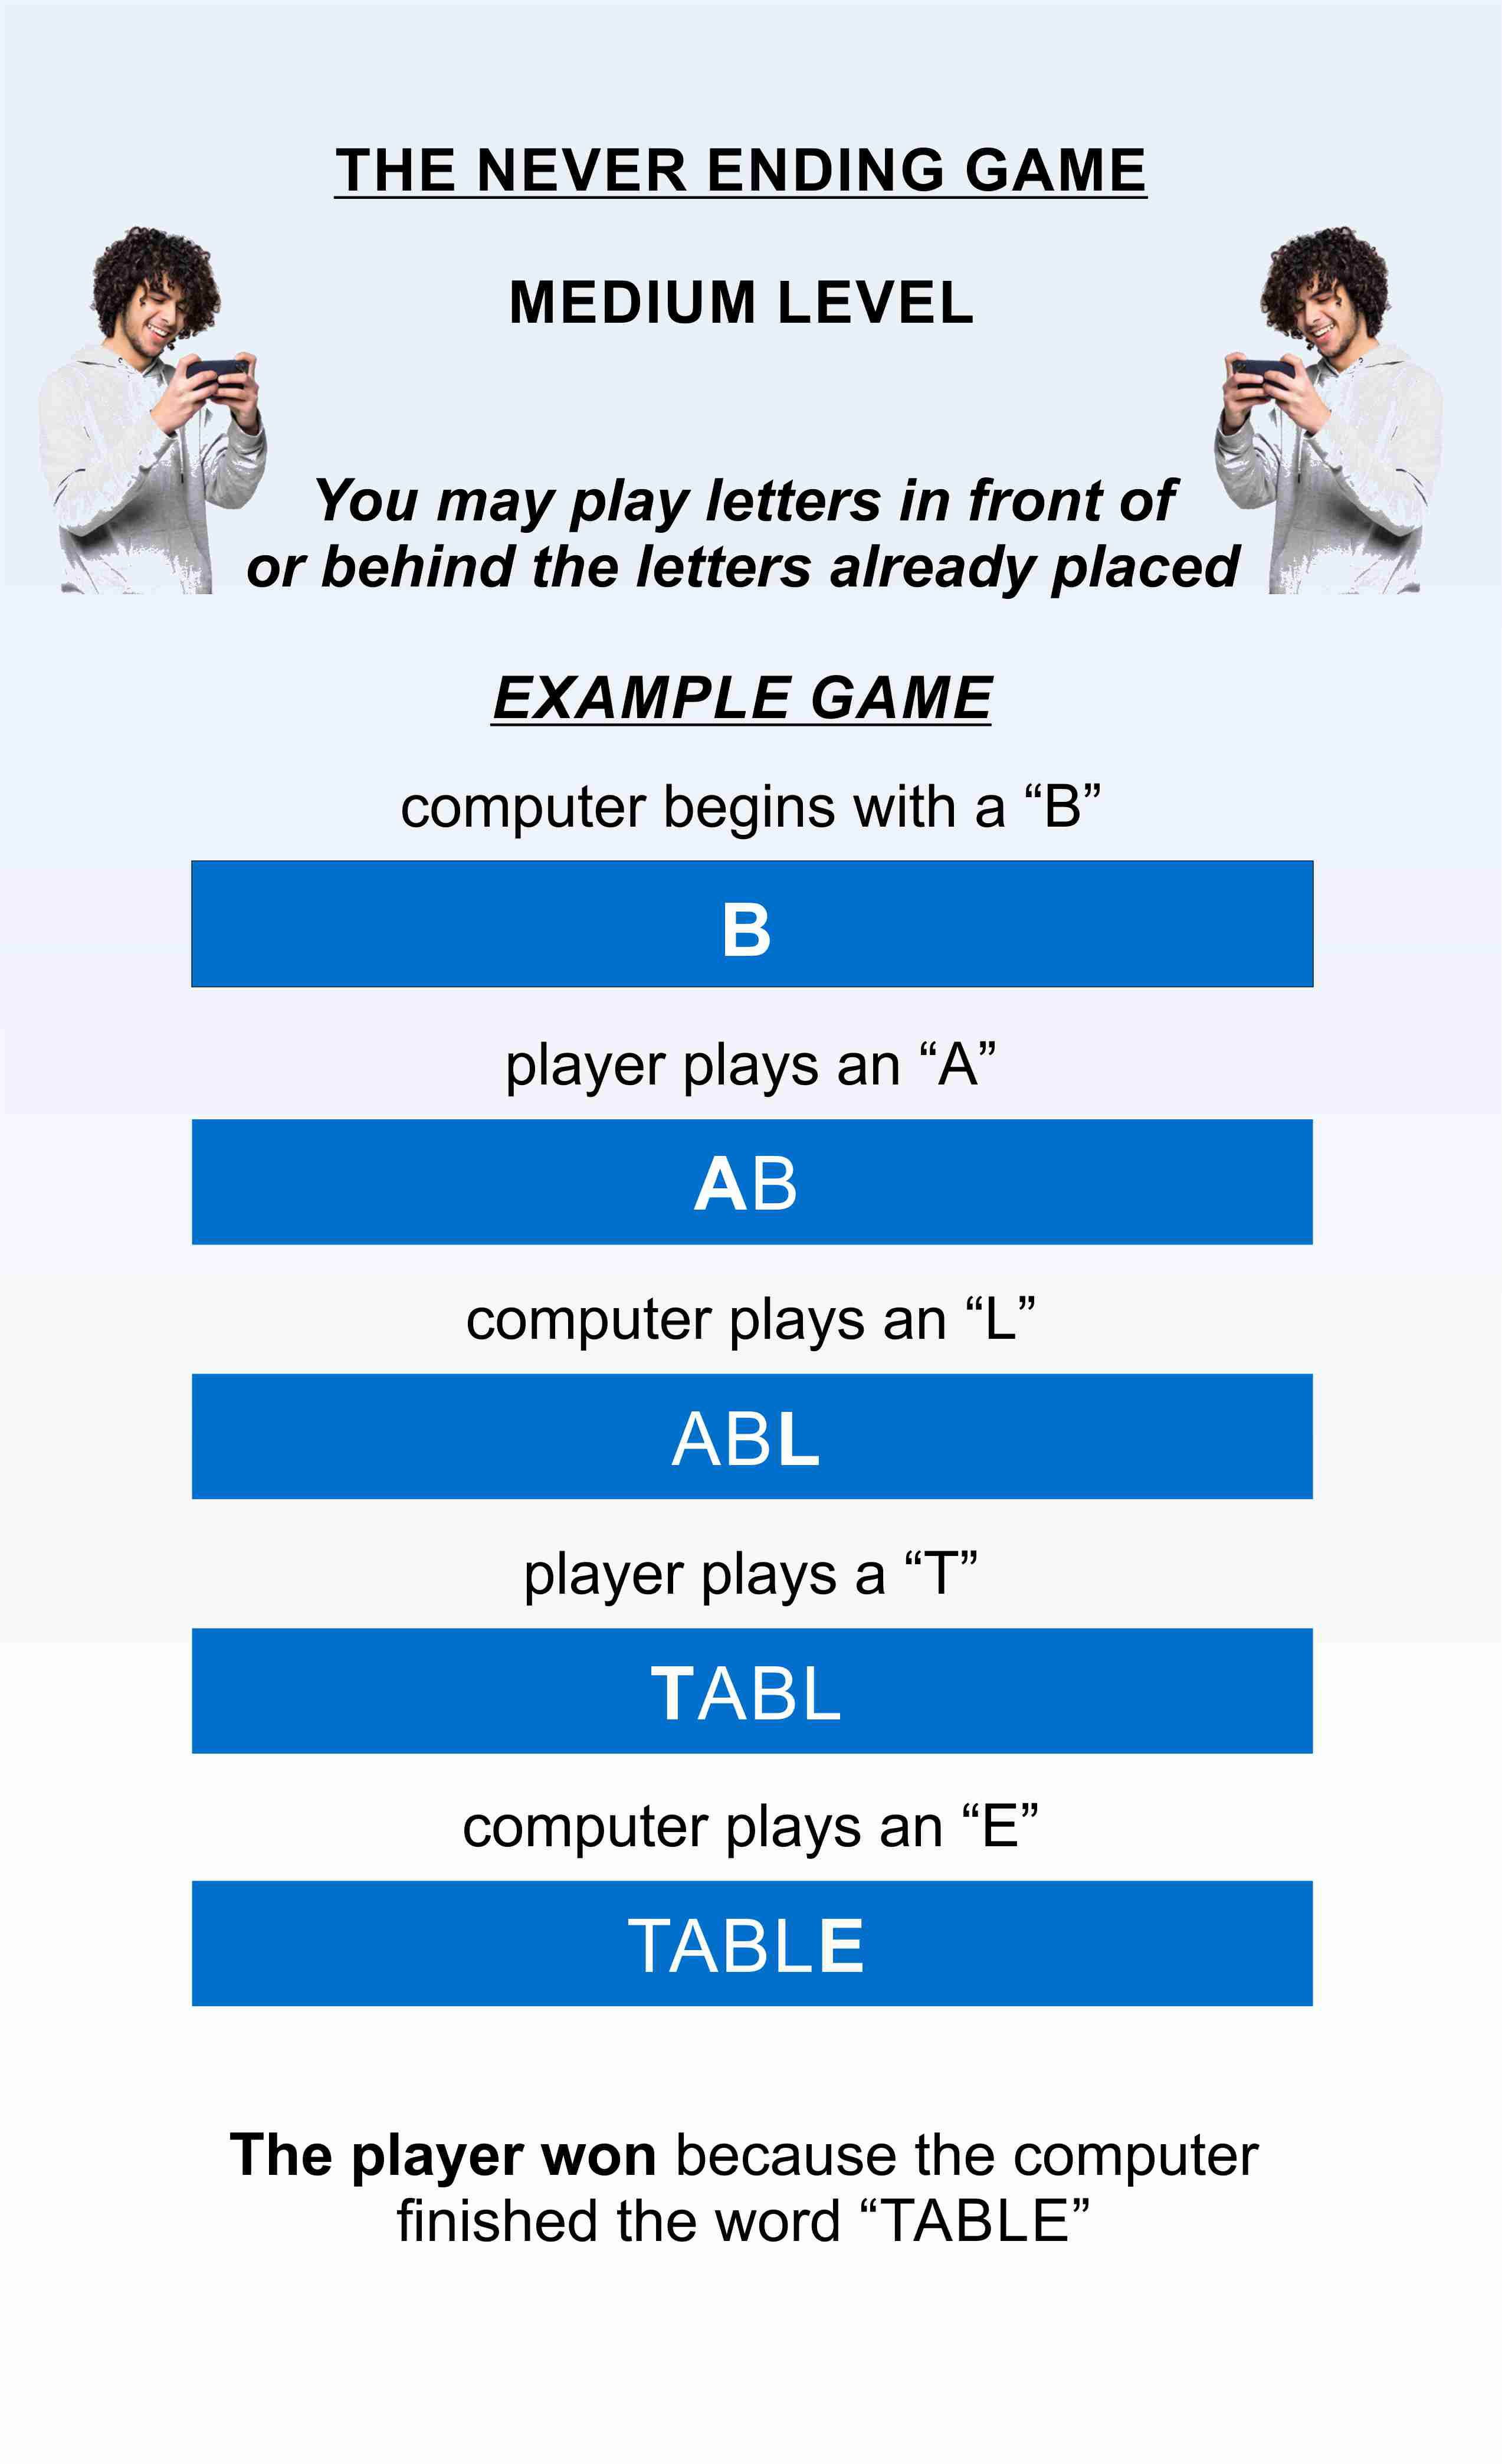 THE NEVER ENDING GAME
MEDIUM LEVEL
You may play letters in front of
or behind the letters already placed
EXAMPLE GAME
computer begins with a “B”
B
player plays an “A”
AB
computer plays an “L”
ABL
player plays a “T”
TABL
computer plays an “E”
TABLE
The player won because the computer
finished the word “TABLE”